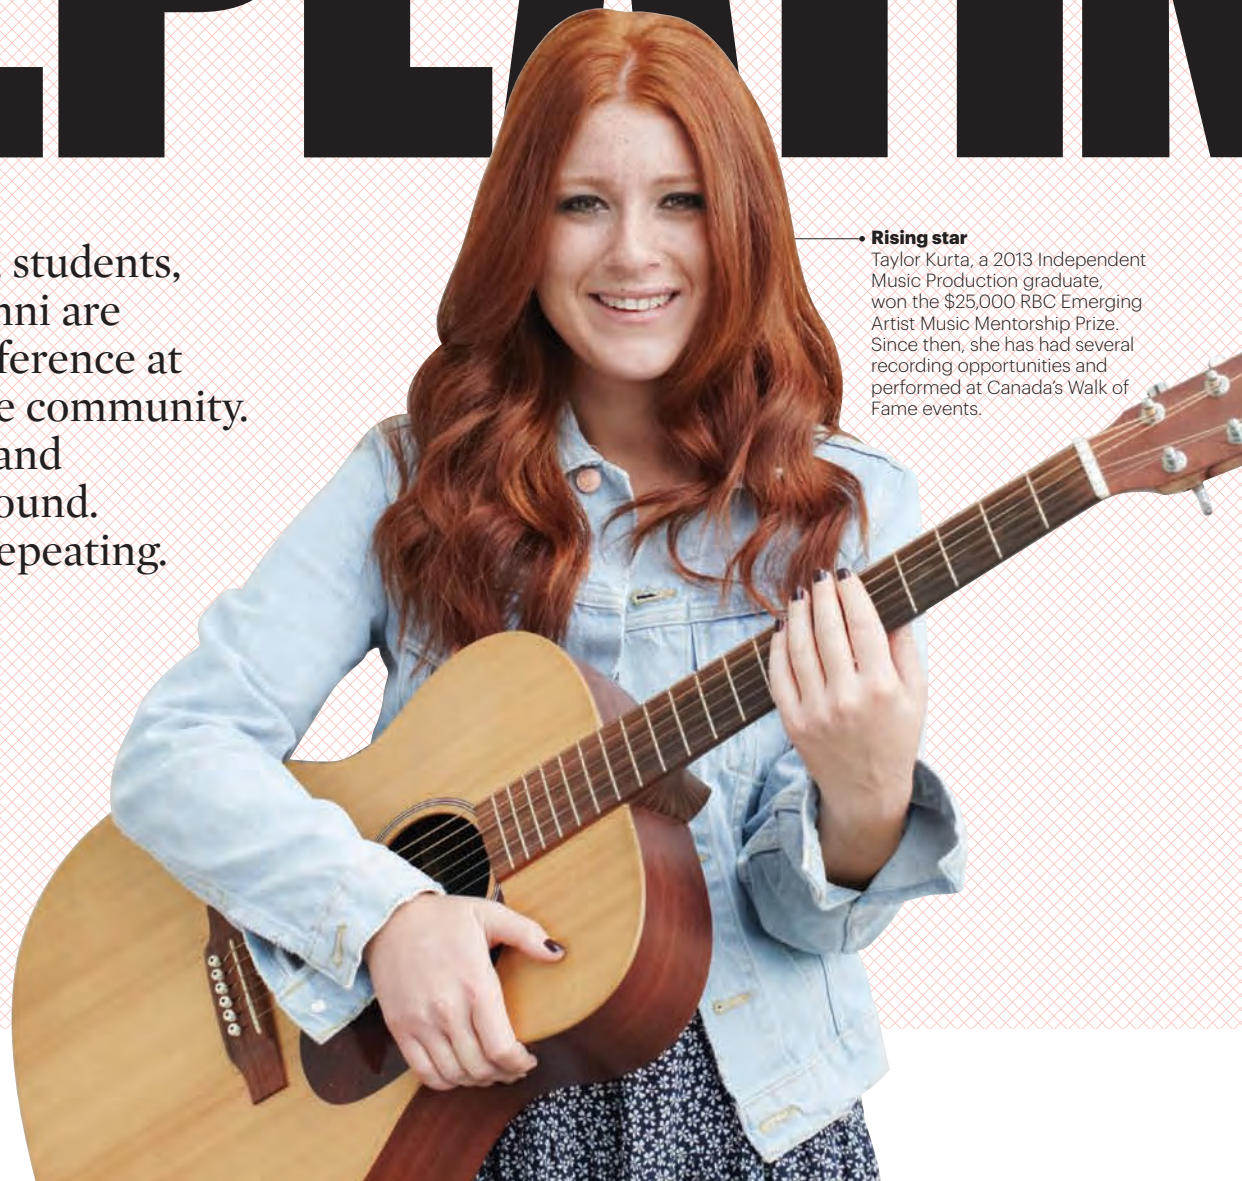 PLATIN
students,
nni are
ference at
e community.
and
ound.
epeating.
Rising star
Taylor Kurta, a 2013 Independent
Music Production graduate,
won the $25,000 RBC Emerging
Artist Music Mentorship Prize.
Since then, she has had several
recording opportunities and
performed at Canada's Walk of
Fame events.